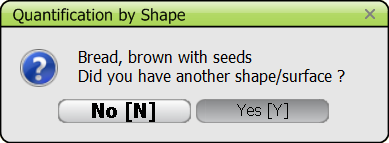 Quantification by Shape
Bread, brown with seeds
Did you have another shape/surface ?
No [N] Yes [Y]